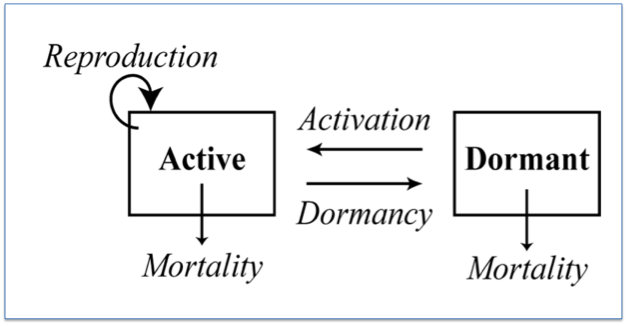 Reproduction
Activation
Active
Dormant
Dormancy
Mortality
Mortality